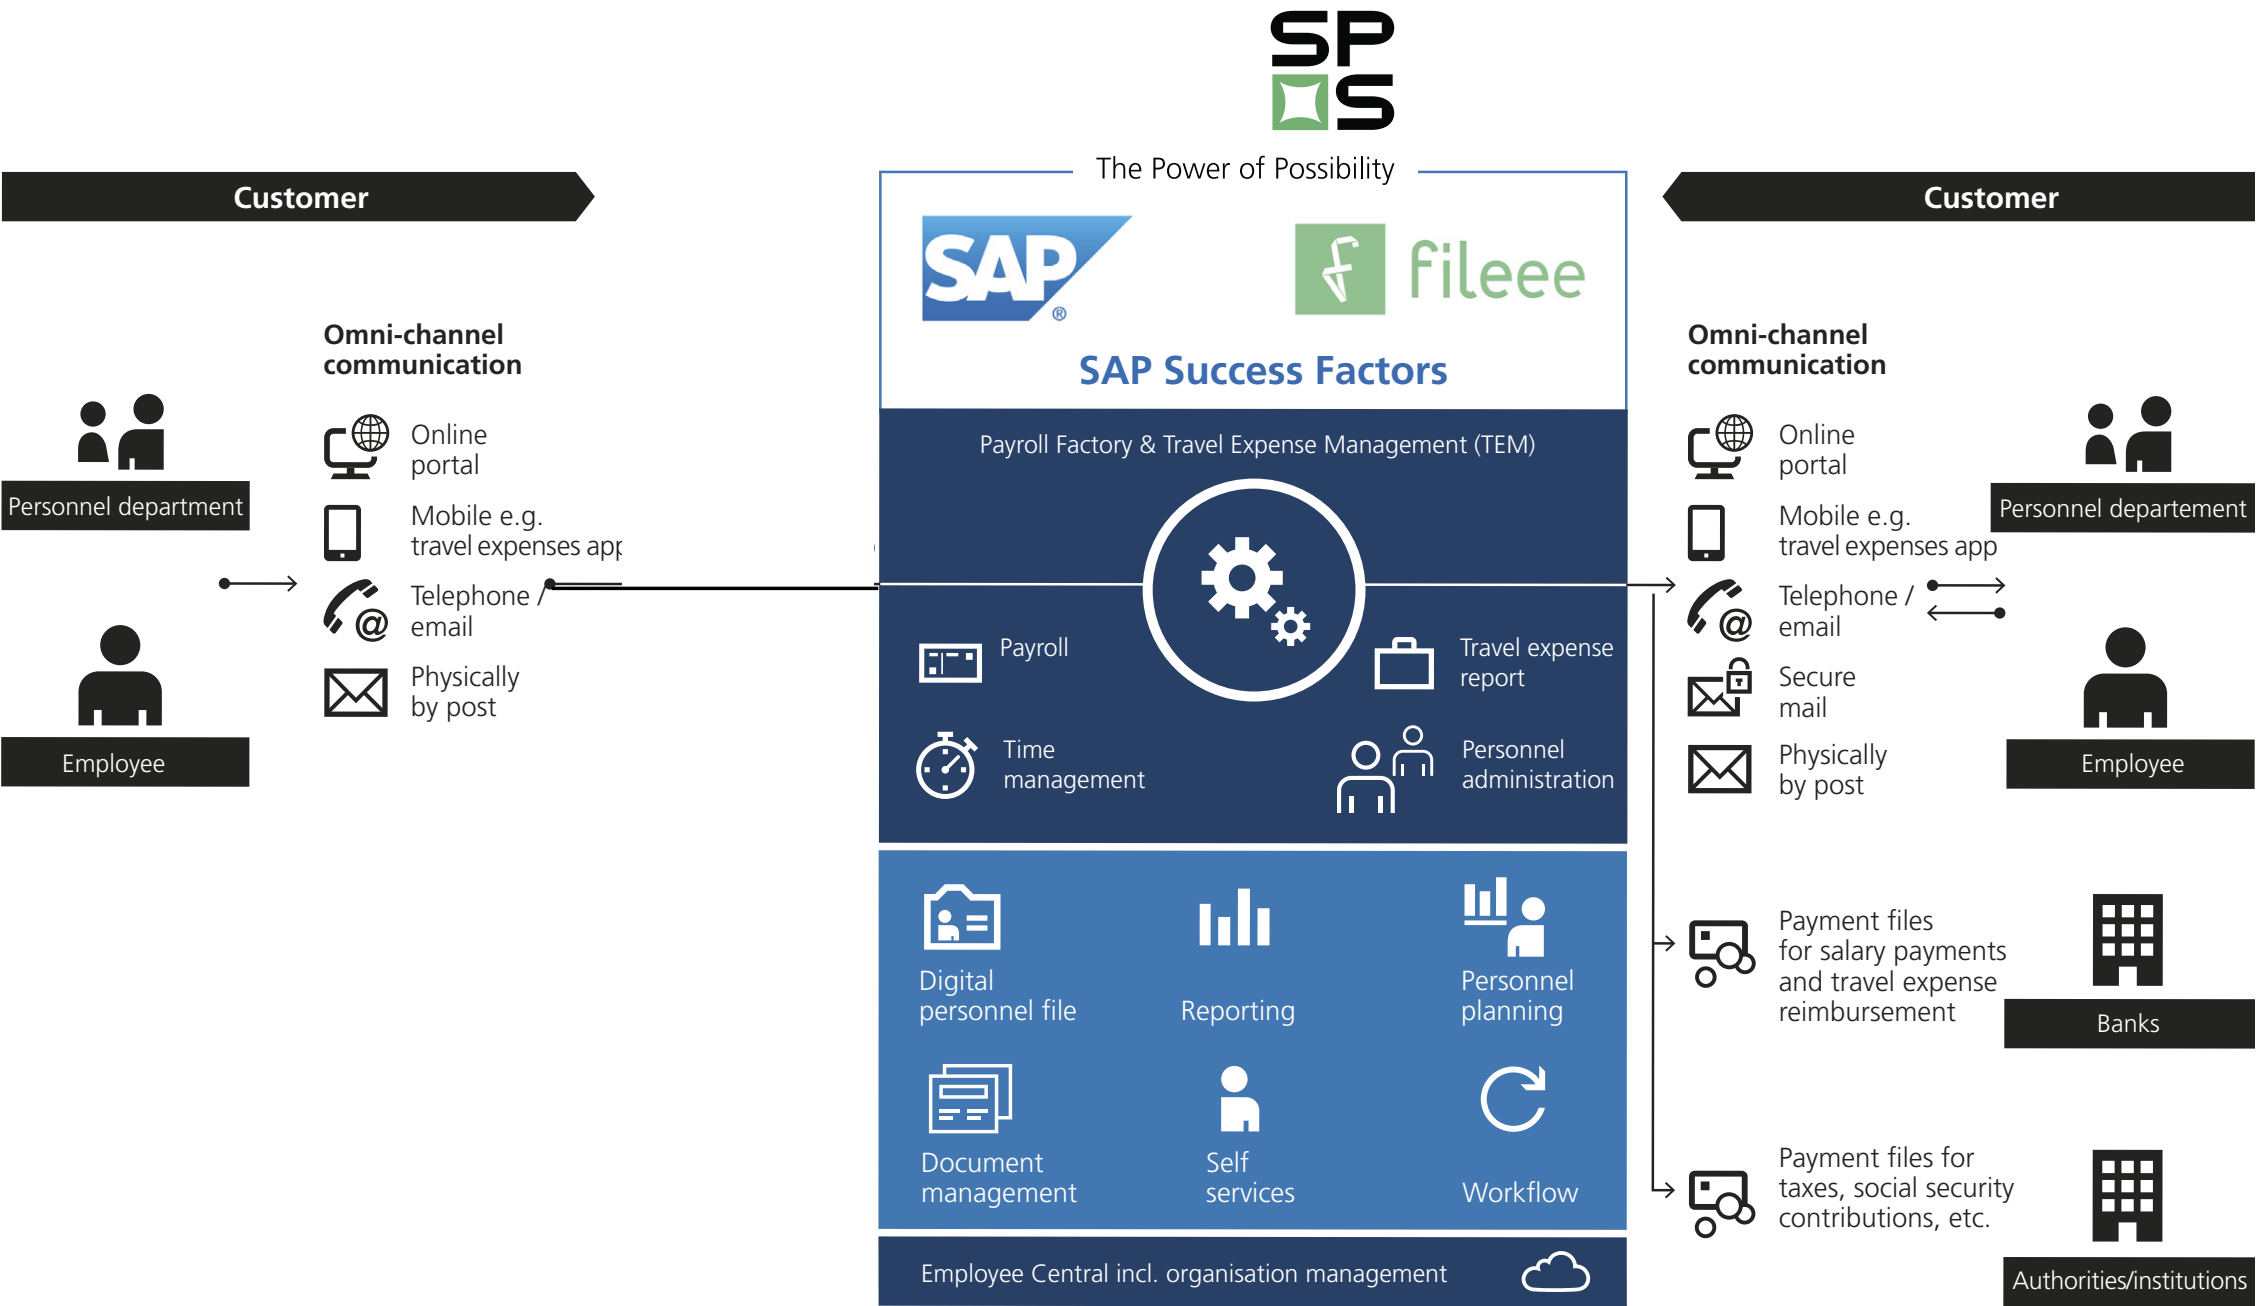 SP
S
The Power of Possibility
Customer
Omni-channel
communication
Personnel department
Employee
Online
portal
Mobile e.g.
travel expenses app
Telephone /
email
@
Physically
by post
SAP
®
fileee
SAP Success Factors
Payroll Factory & Travel Expense Management (TEM)
Payroll
Travel expense
report
Time
management
Personnel
administration
Digital
personnel file
Reporting
Personnel
planning
Document
management
Self
services
Workflow
Employee Central incl. organisation management
Customer
Omni-channel
communication
Online
portal
Mobile e.g.
travel expenses app
Telephone /
email
@
Secure
mail
Physically
by post
Personnel departement
Employee
Payment files
for salary payments
and travel expense
reimbursement
Banks
Payment files for
taxes, social security
contributions, etc.
Authorities/institutions